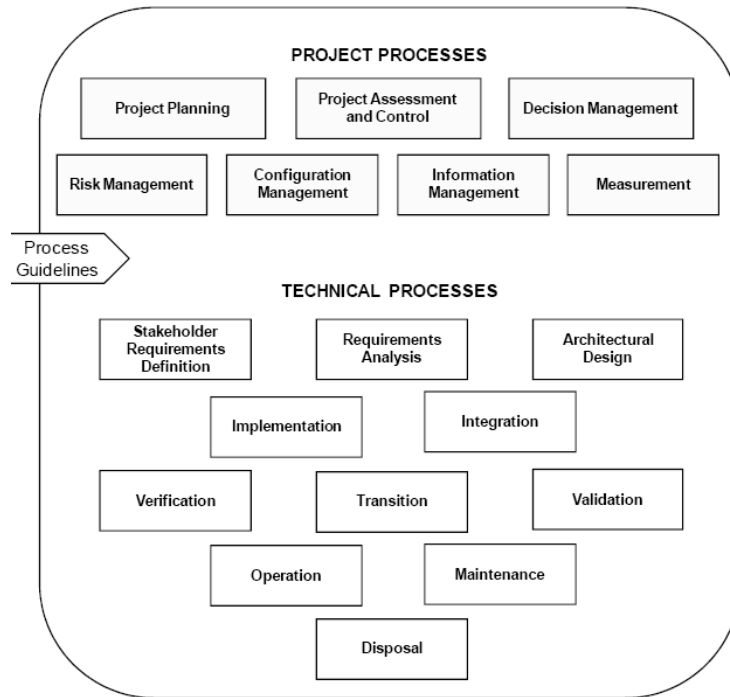 PROJECT PROCESSES
Project Planning
Project Assessment
and Control
Decision Management
Risk Management
Configuration
Management
Information
Management
Measurement
Process
Guidelines
TECHNICAL PROCESSES
Stakeholder
Requirements
Definition
Requirements
Analysis
Architectural
Design
Implementation
Integration
Verification
Transition
Validation
Operation
Maintenance
Disposal